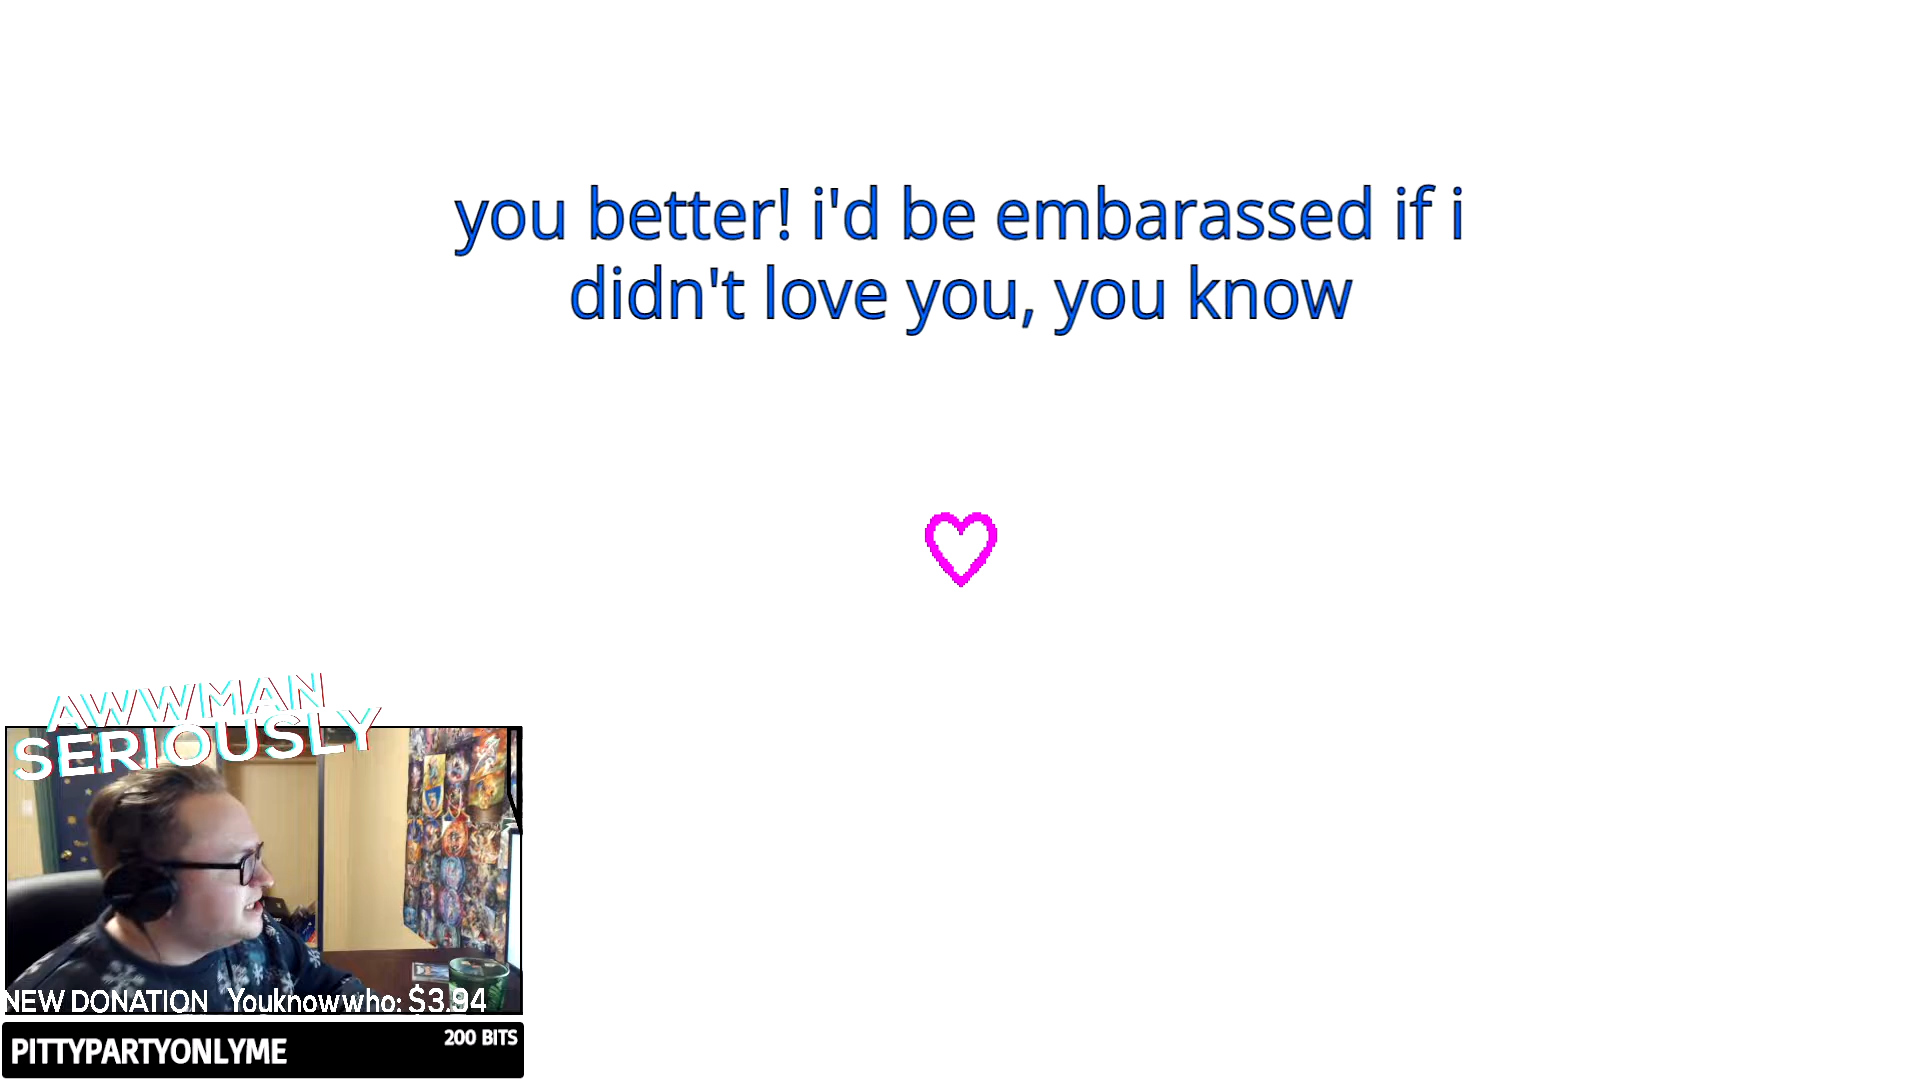 you better! i'd be embarassed if i
didn't love you, you know
AWWMAN
SERIOUSLY
NEW DONATION Youknowwho: $3.94
200 BITS
PITTYPARTYONLYME